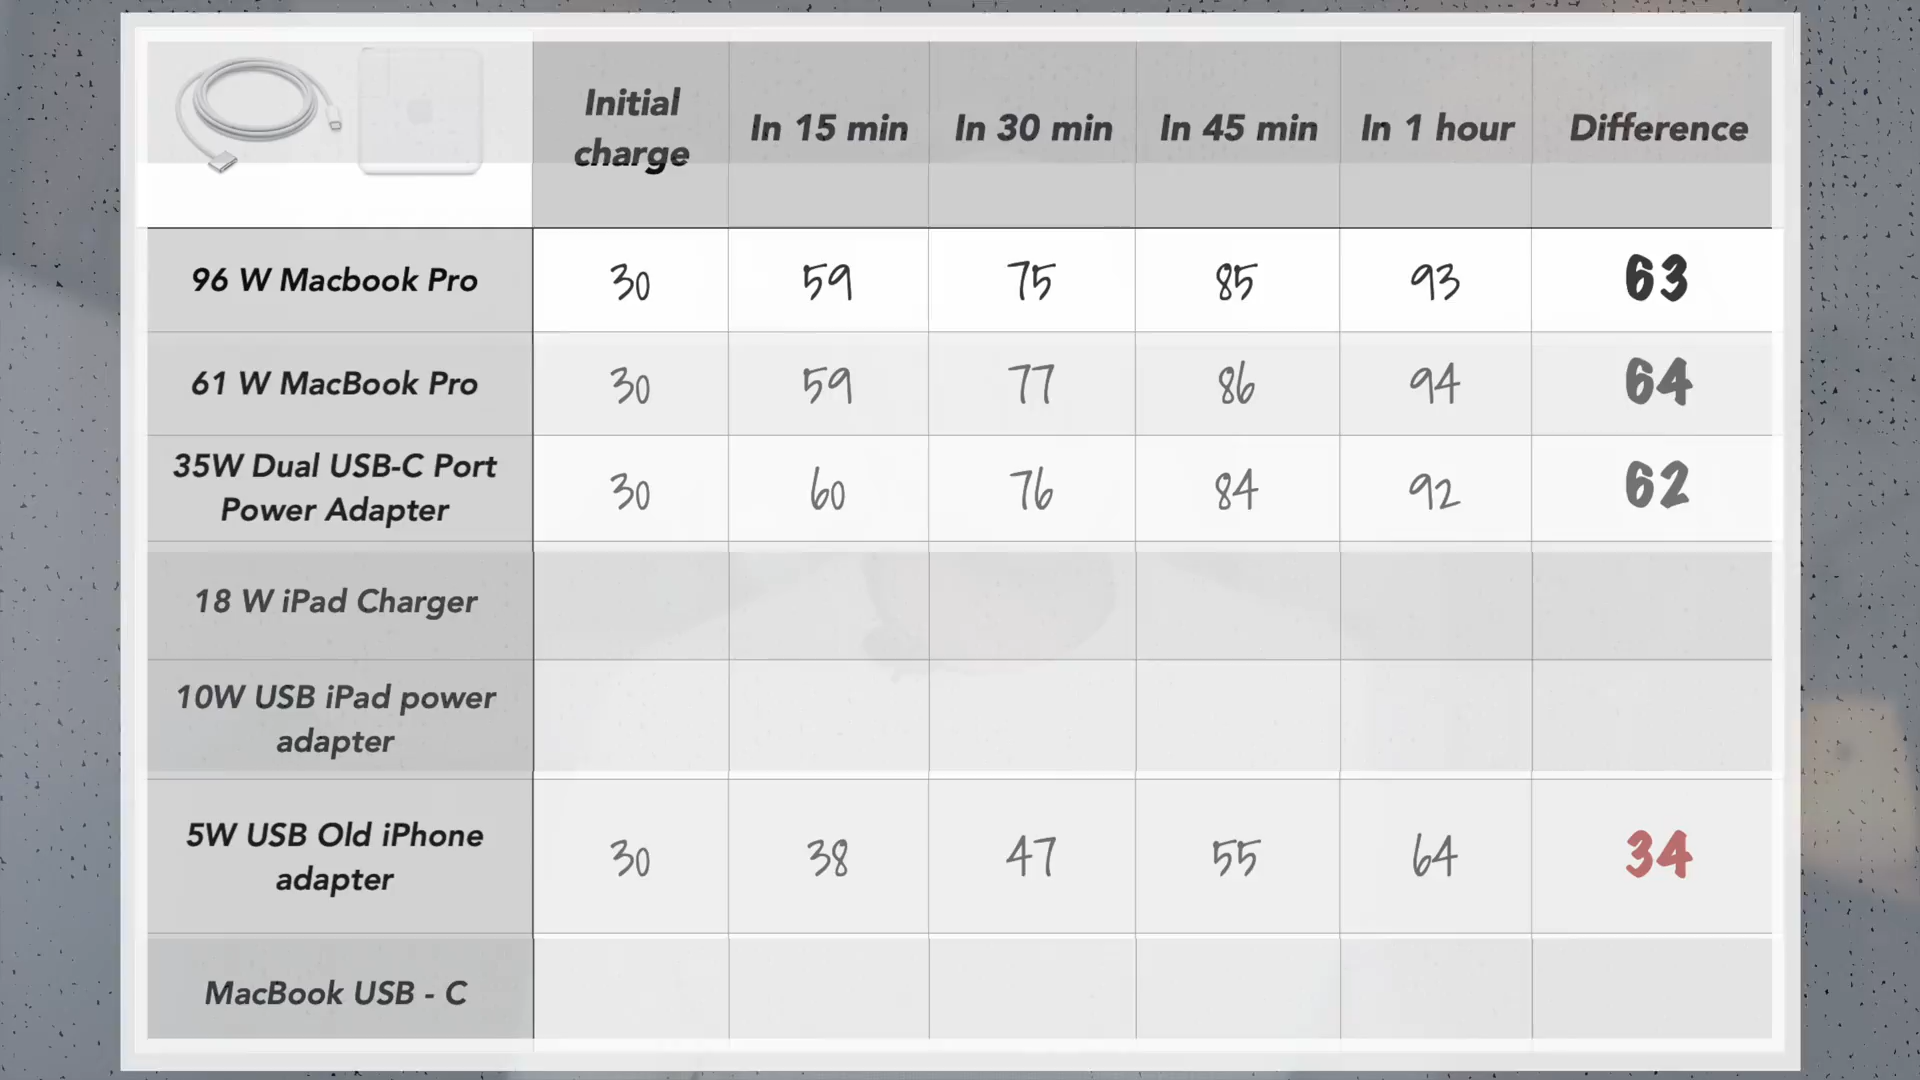 Initial charge In 15 min In 30 min In 45 min In 1 hour Difference
96 W Macbook Pro 30 59 75 85 93 63
61 W MacBook Pro 30 59 77 86 94 64
35W Dual USB-C Port Power Adapter 30 60 76 84 92 62
18 W iPad Charger
10W USB iPad power adapter
5W USB Old iPhone adapter 30 38 47 55 64 34
MacBook USB - C